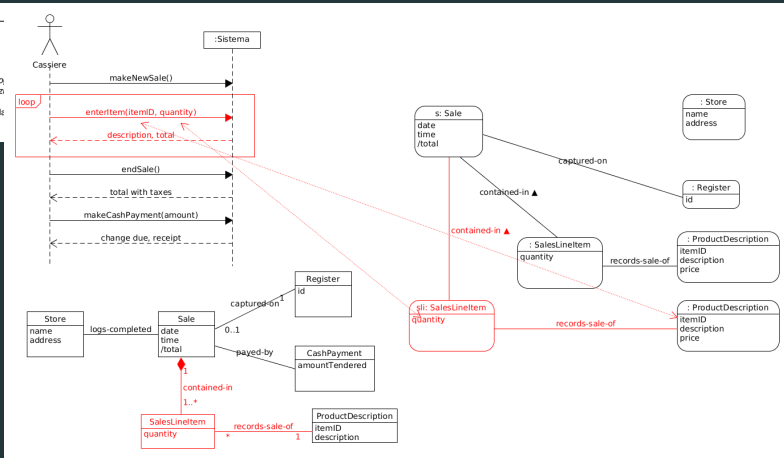 :Sistema
Cassiere
makeNewSale()
loop
enterItem(itemID, quantity)
description, total
endSale()
total with taxes
makeCashPayment(amount)
change due, receipt
s: Sale
date
time
/total
: Store
name
address
captured-on
: Register
id
contained-in ▲
contained-in ▲
: SalesLineItem
quantity
records-sale-of
: ProductDescription
itemID
description
price
sli: SalesLineItem
quantity
records-sale-of
: ProductDescription
itemID
description
price
Register
id
captured-on
1
Store
name
address
logs-completed
Sale
date
time
/total
0..1
payed-by
CashPayment
amountTendered
1
contained-in
1..*
SalesLineItem
quantity
records-sale-of
*
1
ProductDescription
itemID
description